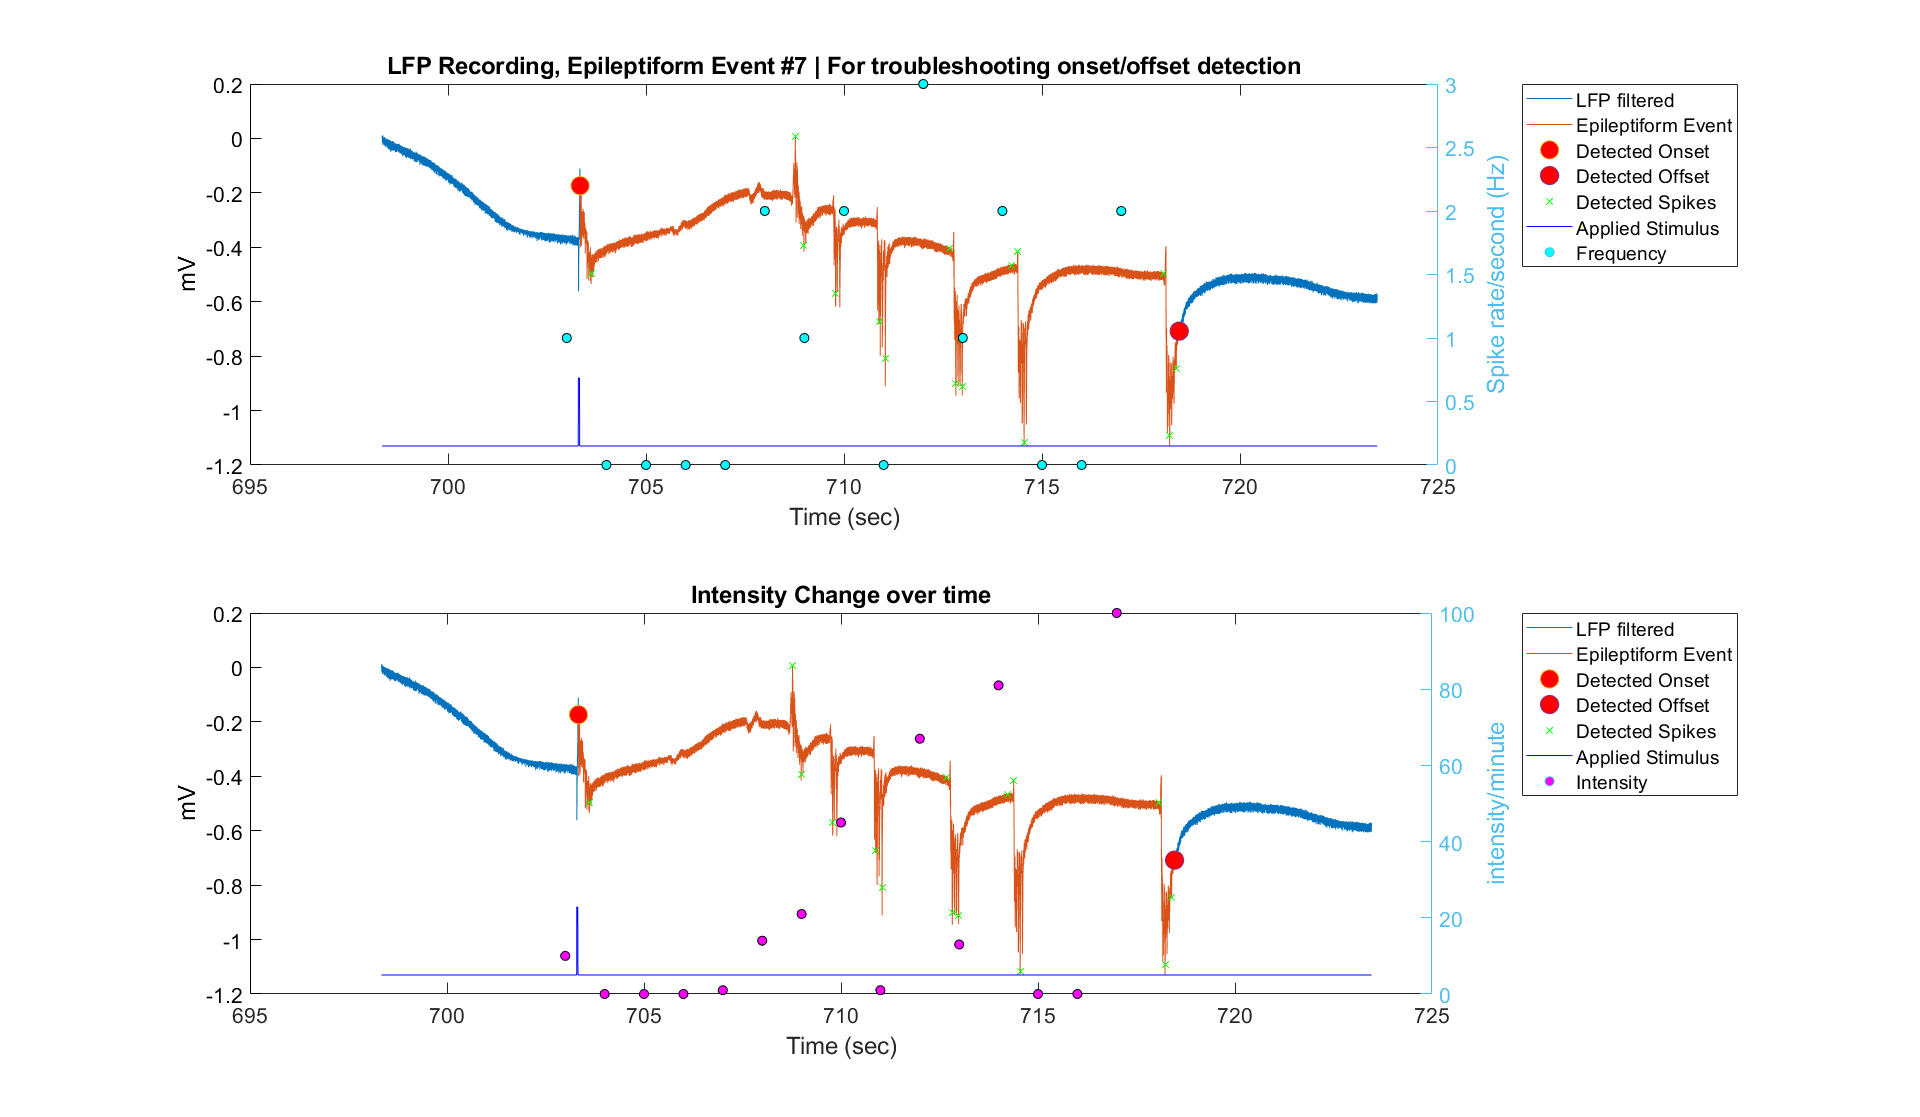 LFP Recording, Epileptiform Event #7 | For troubleshooting onset/offset detection
0.2
0
-0.2
-0.4
-0.6
-0.8
-1
-1.2
mV
3
2.5
2
1.5
1
0.5
0
Spike rate/second (Hz)
695 700 705 710 715 720 725
Time (sec)
LFP filtered
Epileptiform Event
Detected Onset
Detected Offset
Detected Spikes
Applied Stimulus
Frequency
Intensity Change over time
0.2
0
-0.2
-0.4
-0.6
-0.8
-1
-1.2
mV
100
80
60
40
20
0
intensity/minute
695 700 705 710 715 720 725
Time (sec)
LFP filtered
Epileptiform Event
Detected Onset
Detected Offset
Detected Spikes
Applied Stimulus
Intensity